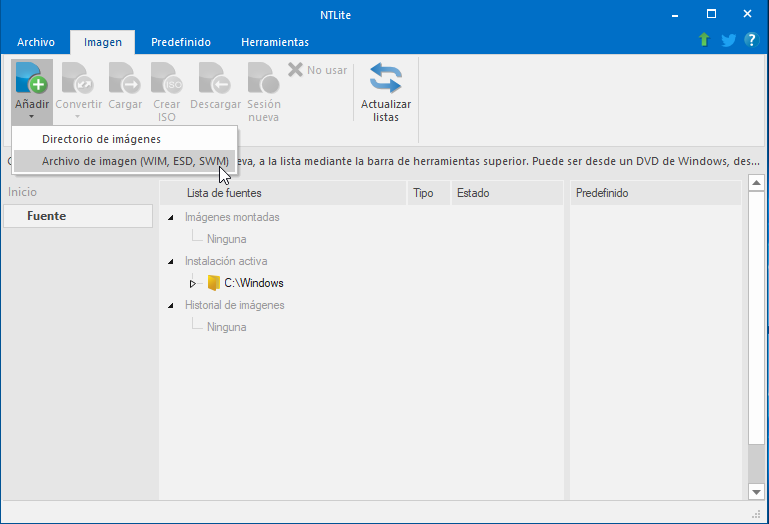 NTLite
Archivo Imagen Predefinido Herramientas
Añadir Convertir Cargar Crear ISO Descargar Sesión nueva No usar Actualizar listas
ISO
Directorio de imágenes
Archivo de imagen (WIM, ESD, SWM)
eva, a la lista mediante la barra de herramientas superior. Puede ser desde un DVD de Windows, des...
Inicio
Fuente
Lista de fuentes Tipo Estado Predefinido
Imágenes montadas
Ninguna
Instalación activa
C:\Windows
Historial de imágenes
Ninguna